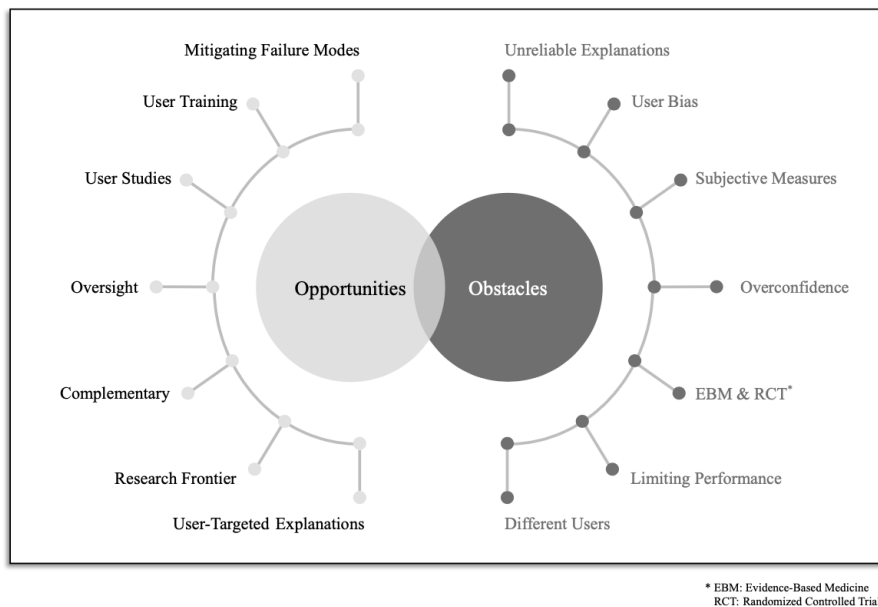 Mitigating Failure Modes
User Training
User Studies
Oversight
Complementary
Research Frontier
User-Targeted Explanations
Opportunities
Obstacles
Unreliable Explanations
User Bias
Subjective Measures
Overconfidence
EBM & RCT*
Limiting Performance
Different Users
* EBM: Evidence-Based Medicine
RCT: Randomized Controlled Trial